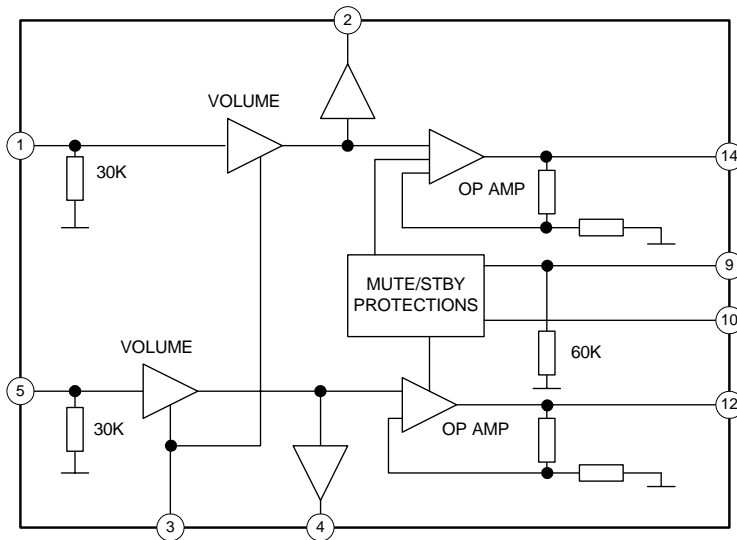 2
VOLUME
1
30K
OP AMP
14
MUTE/STBY
PROTECTIONS
9
10
VOLUME
60K
5
30K
OP AMP
12
3
4